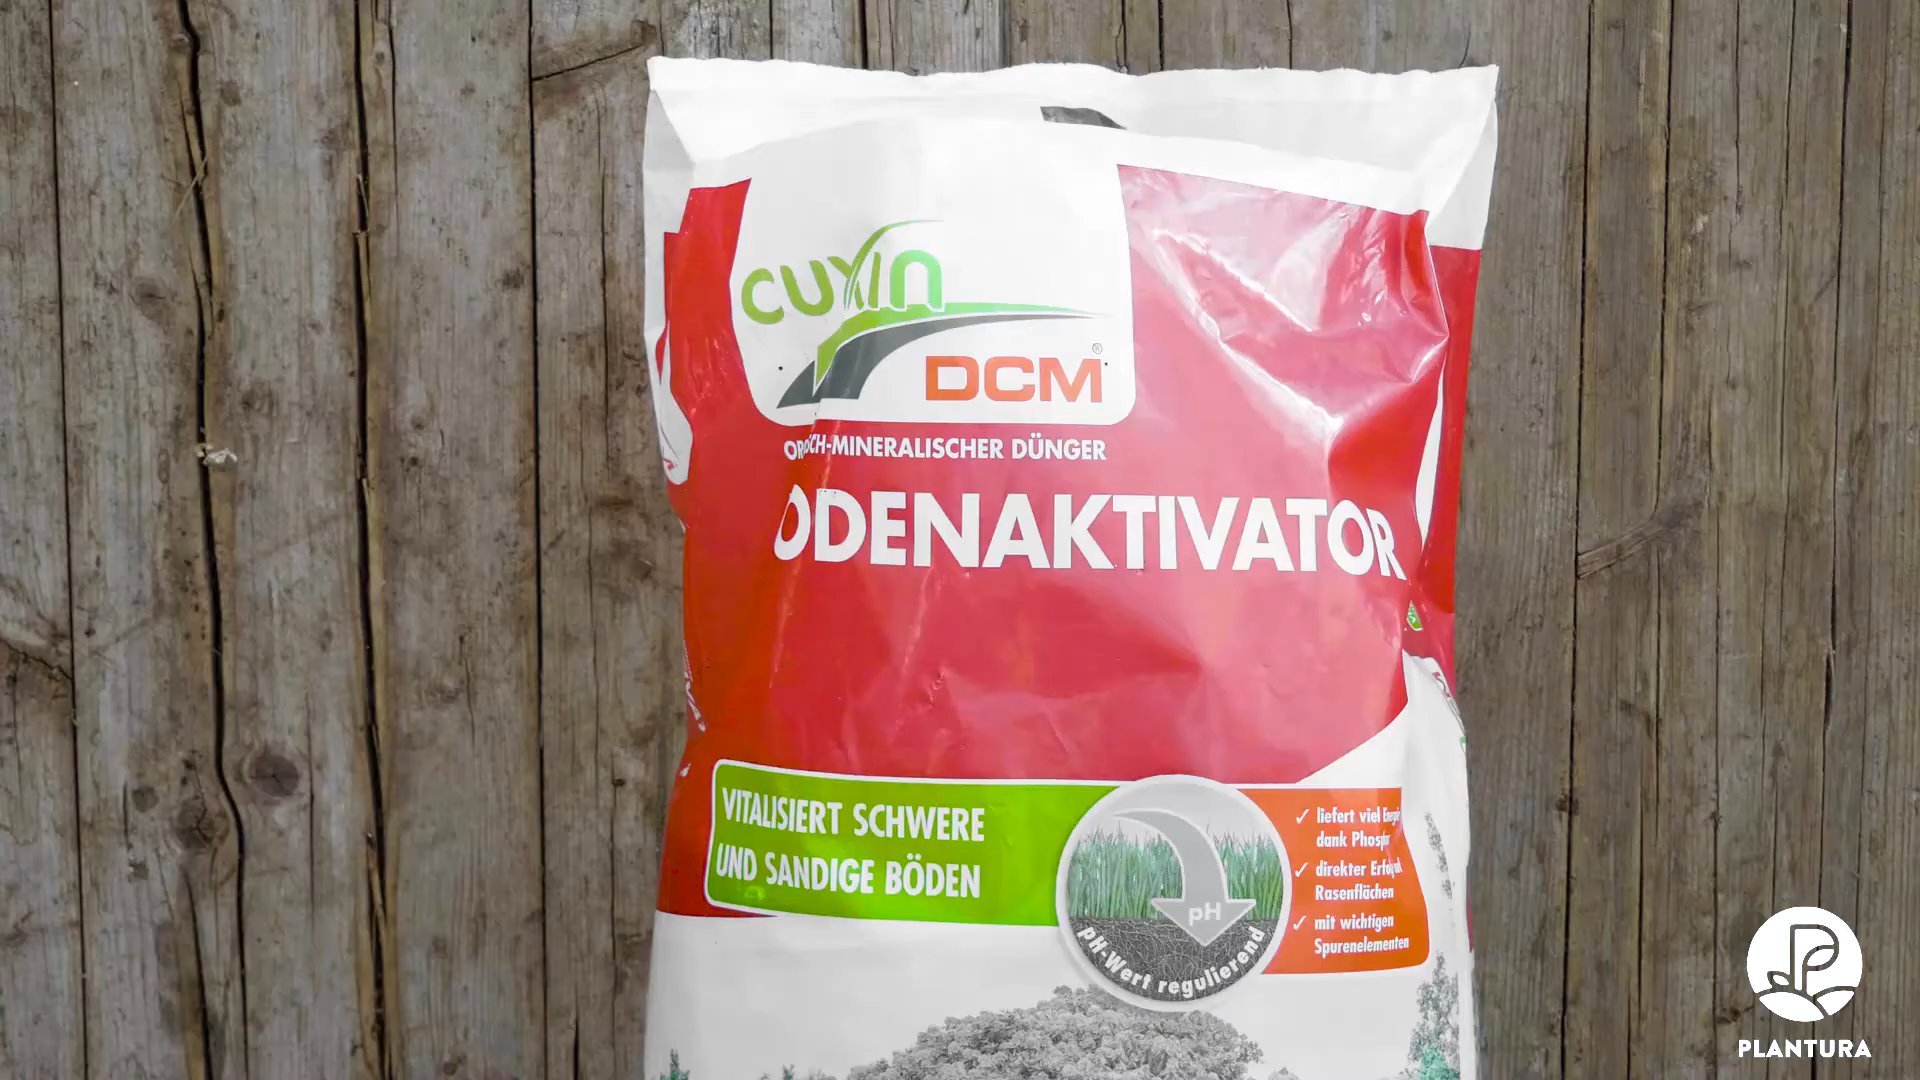 CUXIN
DCM®
-MINERALISCHER DÜNGER
ODENAKTIVATOR
VITALISIERT SCHWERE
UND SANDIGE BÖDEN
pH
pH-Wert regulierend
✓ liefert viel
dank
✓ direkter
Rasenflächen
✓ mit wichtigen
Spurenelementen
PLANTURA